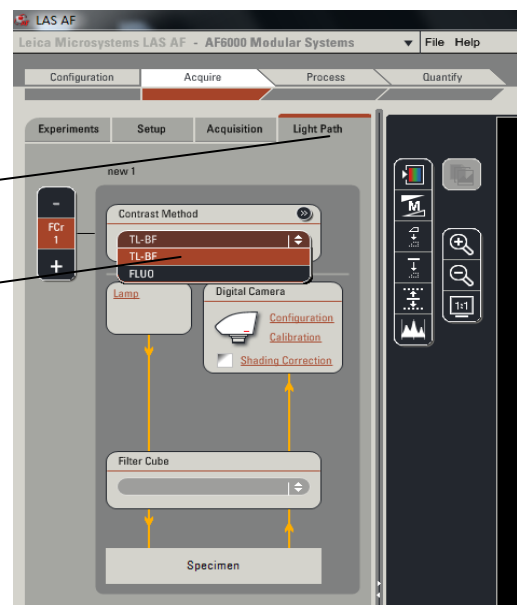 LAS AF
Leica Microsystems LAS AF - AF6000 Modular Systems File Help
Configuration Acquire Process Quantify
Experiments Setup Acquisition Light Path
new 1
-
FCr
1
+
Contrast Method
TL-BF
TL-BF
FLUO
Lamp
Digital Camera
Configuration
Calibration
Shading Correction
Filter Cube
Specimen
M
1:1